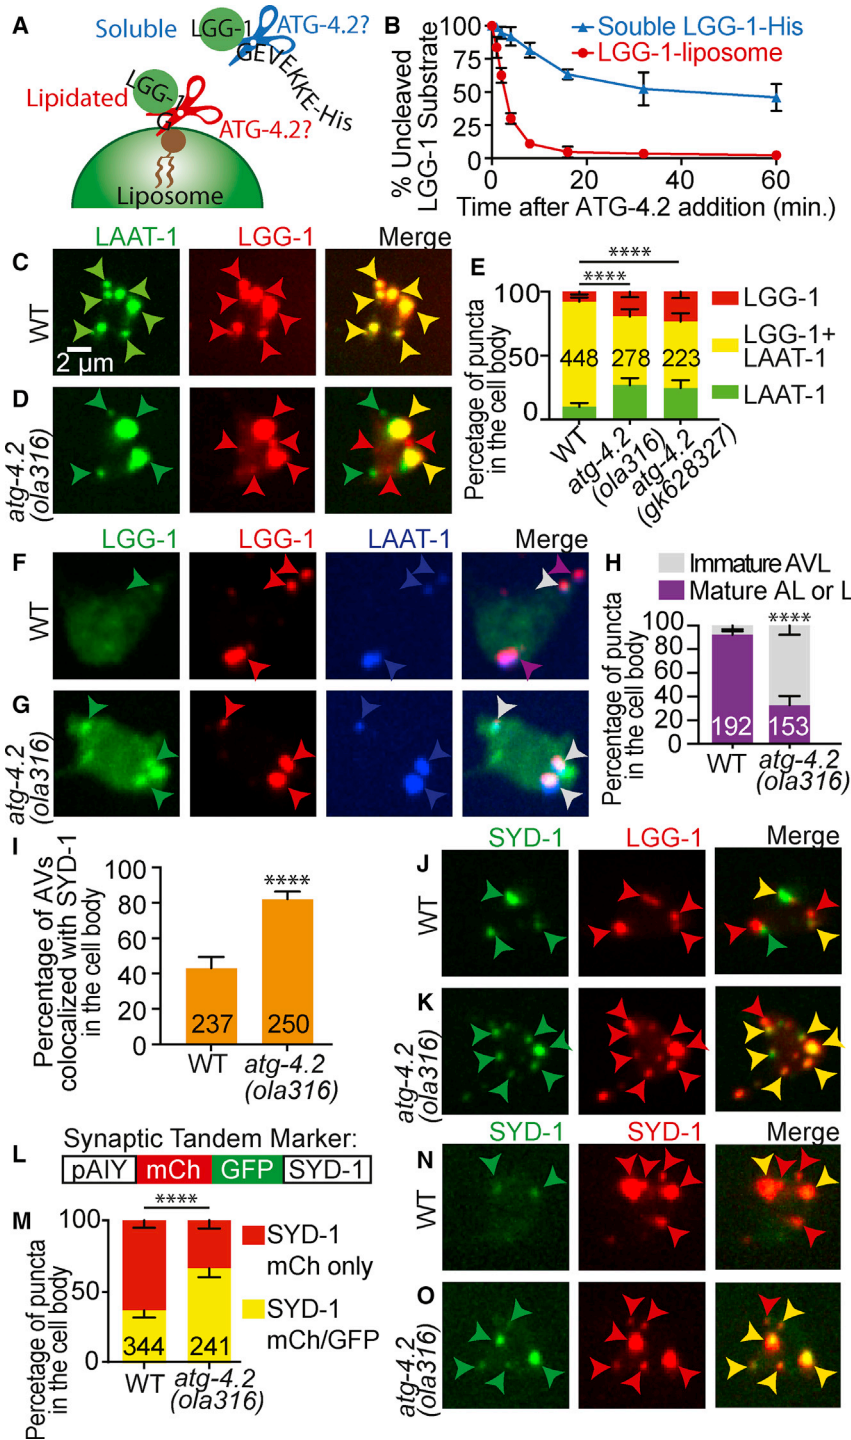 A
Soluble
LGG-1
ATG-4.2?
GEVEKKE-His
Lipidated
LGG-1
G
ATG-4.2?
Liposome
B
% Uncleaved
LGG-1 Substrate
100
75
50
25
0
Souble LGG-1-His
LGG-1-liposome
0 20 40 60
Time after ATG-4.2 addition (min.)
C
LAAT-1 LGG-1 Merge
WT
2 μm
D
atg-4.2
(ola316)
E
Percetage of puncta
in the cell body
100
50
0
448 278 223
**** 
****
LGG-1
LGG-1+
LAAT-1
LAAT-1
WT
atg-4.2
(ola316)
atg-4.2
(gk628327)
F
LGG-1 LGG-1 LAAT-1 Merge
WT
G
atg-4.2
(ola316)
H
Immature AVL
Mature AL or L
Percentage of puncta
in the cell body
100
80
60
40
20
0
****
192 153
WT atg-4.2
(ola316)
I
Percentage of AVs
colocalized with SYD-1
in the cell body
100
80
60
40
20
0
****
237 250
WT atg-4.2
(ola316)
J
SYD-1 LGG-1 Merge
WT
K
atg-4.2
(ola316)
L
Synaptic Tandem Marker:
pAIY mCh GFP SYD-1
M
Percetage of puncta
in the cell body
100
50
0
****
344 241
SYD-1
mCh only
SYD-1
mCh/GFP
WT atg-4.2
(ola316)
N
SYD-1 SYD-1 Merge
WT
O
atg-4.2
(ola316)